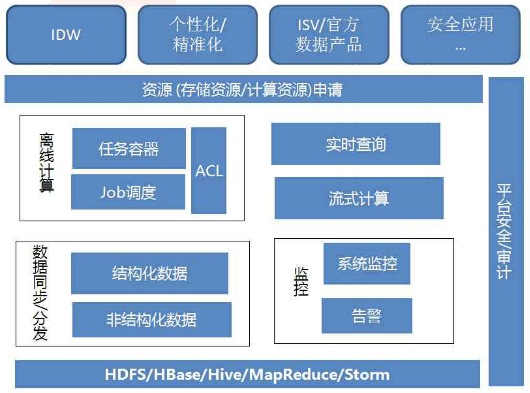 IDW
个性化/
精准化
ISV/官方
数据产品
安全应用
...
资源 (存储资源/计算资源)申请
离线计算
任务容器
Job调度
ACL
实时查询
流式计算
数据同步/分发
结构化数据
非结构化数据
监控
系统监控
告警
平台安全/审计
HDFS/HBase/Hive/MapReduce/Storm